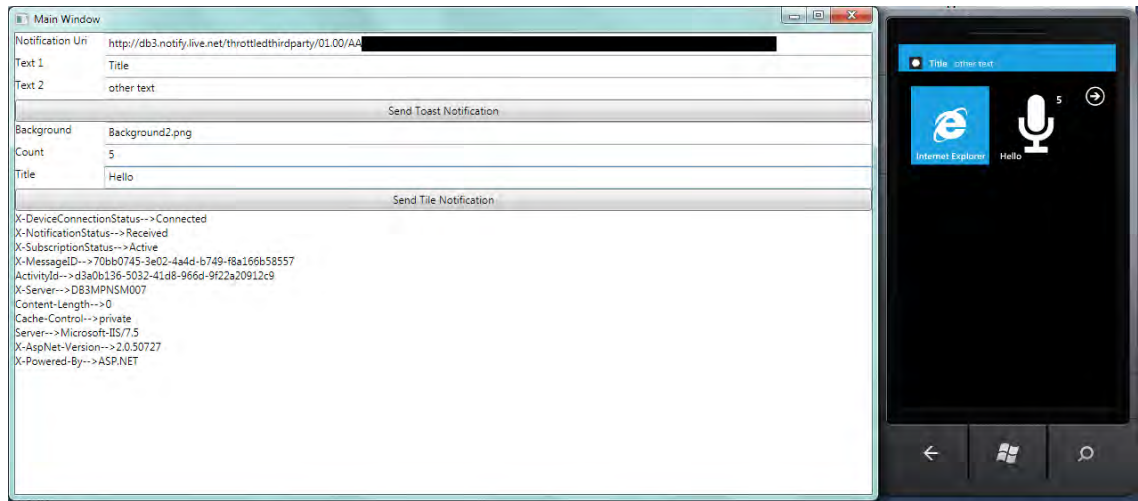 Main Window
Notification Uri http://db3.notify.live.net/throttledthirdparty/01.00/AA
Text 1 Title
Text 2 other text
Send Toast Notification
Background Background2.png
Count 5
Title Hello
Send Tile Notification
X-DeviceConnectionStatus-->Connected
X-NotificationStatus-->Received
X-SubscriptionStatus-->Active
X-MessageID-->70bb0745-3e02-4a4d-b749-f8a166b58557
ActivityId-->d3a0b136-5032-41d8-966d-9f22a20912c9
X-Server-->DB3MPNSM007
Content-Length-->0
Cache-Control-->private
Server-->Microsoft-IIS/7.5
X-AspNet-Version-->2.0.50727
X-Powered-By-->ASP.NET
Title other text
5
Internet Explorer Hello